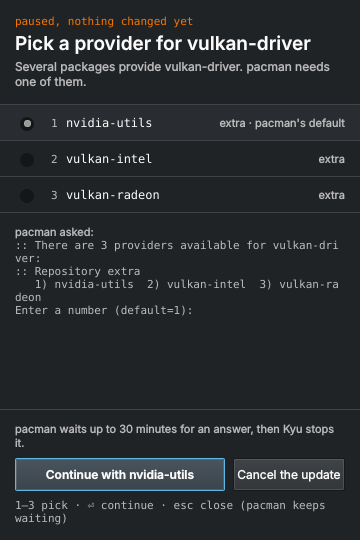 paused, nothing changed yet
Pick a provider for vulkan-driver
Several packages provide vulkan-driver. pacman needs
one of them.
1 nvidia-utils extra · pacman's default
2 vulkan-intel extra
3 vulkan-radeon extra
pacman asked:
:: There are 3 providers available for vulkan-dri
ver:
:: Repository extra
   1) nvidia-utils  2) vulkan-intel  3) vulkan-ra
deon
Enter a number (default=1):
pacman waits up to 30 minutes for an answer, then Kyu stops
it.
Continue with nvidia-utils Cancel the update
1–3 pick · ⏎ continue · esc close (pacman keeps
waiting)